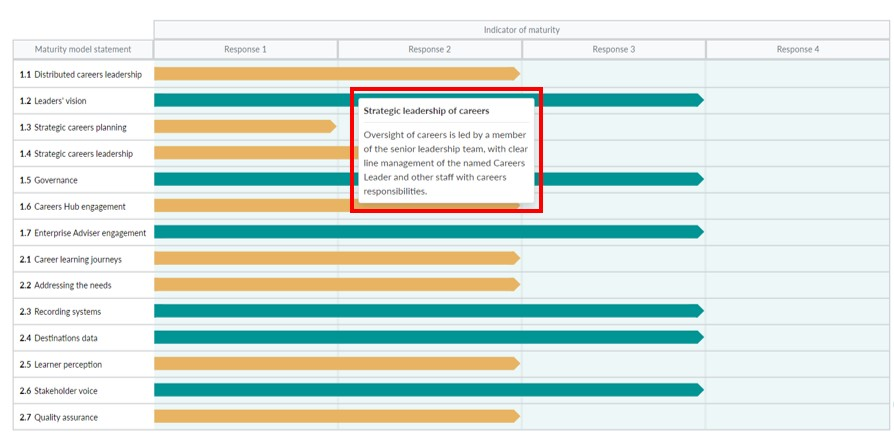 Indicator of maturity
Maturity model statement Response 1 Response 2 Response 3 Response 4
1.1 Distributed careers leadership
1.2 Leaders' vision
Strategic leadership of careers
1.3 Strategic careers planning
Oversight of careers is led by a member
of the senior leadership team, with clear
1.4 Strategic careers leadership
line management of the named Careers
Leader and other staff with careers
1.5 Governance
responsibilities.
1.6 Careers Hub engagement
1.7 Enterprise Adviser engagement
2.1 Career learning journeys
2.2 Addressing the needs
2.3 Recording systems
2.4 Destinations data
2.5 Learner perception
2.6 Stakeholder voice
2.7 Quality assurance